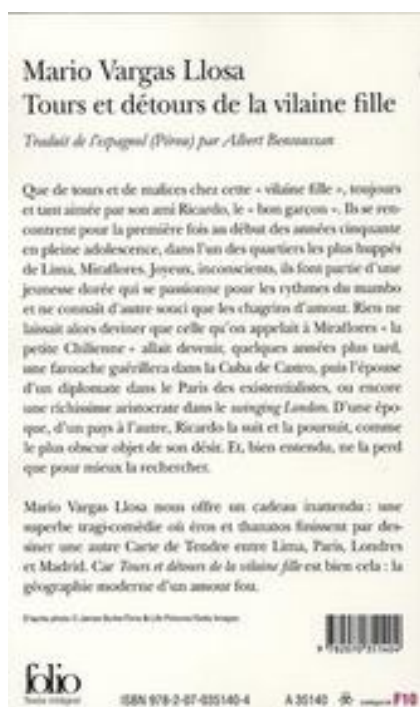 Mario Vargas Llosa
Tours et détours de la vilaine fille
Traduit de l'espagnol (Pérou) par Albert Bensoussan
Que de tours et de malices chez cette « vilaine fille », toujours
et tant aimée par son ami Ricardo, le « bon garçon ». Ils se ren-
contrent pour la première fois au début des années cinquante
en pleine adolescence, dans l'un des quartiers les plus huppés
de Lima, Miraflores. Joyeux, inconscients, ils font partie d'une
jeunesse dorée qui se passionne pour les rythmes du mambo
et ne connaît d'autre souci que les chagrins d'amour. Rien ne
laissait alors deviner que celle qu'on appelait à Miraflores « la
petite Chilienne » allait devenir, quelques années plus tard,
une farouche guérillera dans la Cuba de Castro, puis l'épouse
d'un diplomate dans le Paris des existentialistes, ou encore
une richissime aristocrate dans le swinging London. D'une épo-
que, d'un pays à l'autre, Ricardo la suit et la poursuit, comme
le plus obscur objet de son désir. Et, bien entendu, ne la perd
que pour mieux la rechercher.
Mario Vargas Llosa nous offre un cadeau inattendu : une
superbe tragi-comédie où éros et thanatos finissent par des-
siner une autre Carte de Tendre entre Lima, Paris, Londres
et Madrid. Car Tours et détours de la vilaine fille est bien cela : la
géographie moderne d'un amour fou.
D'après photo ©
9 782070 351404
folio
Texte intégral
ISBN 978-2-07-035140-4
A 35140
catégorie F10